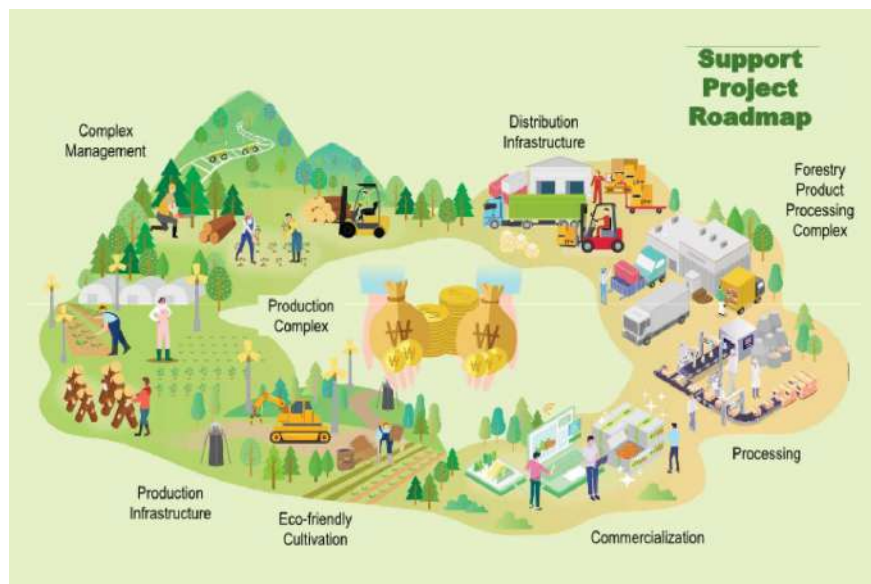 Support
Project
Roadmap
Complex
Management
Distribution
Infrastructure
Forestry
Product
Processing
Complex
Production
Complex
₩
₩
Processing
Production
Infrastructure
Eco-friendly
Cultivation
Commercialization